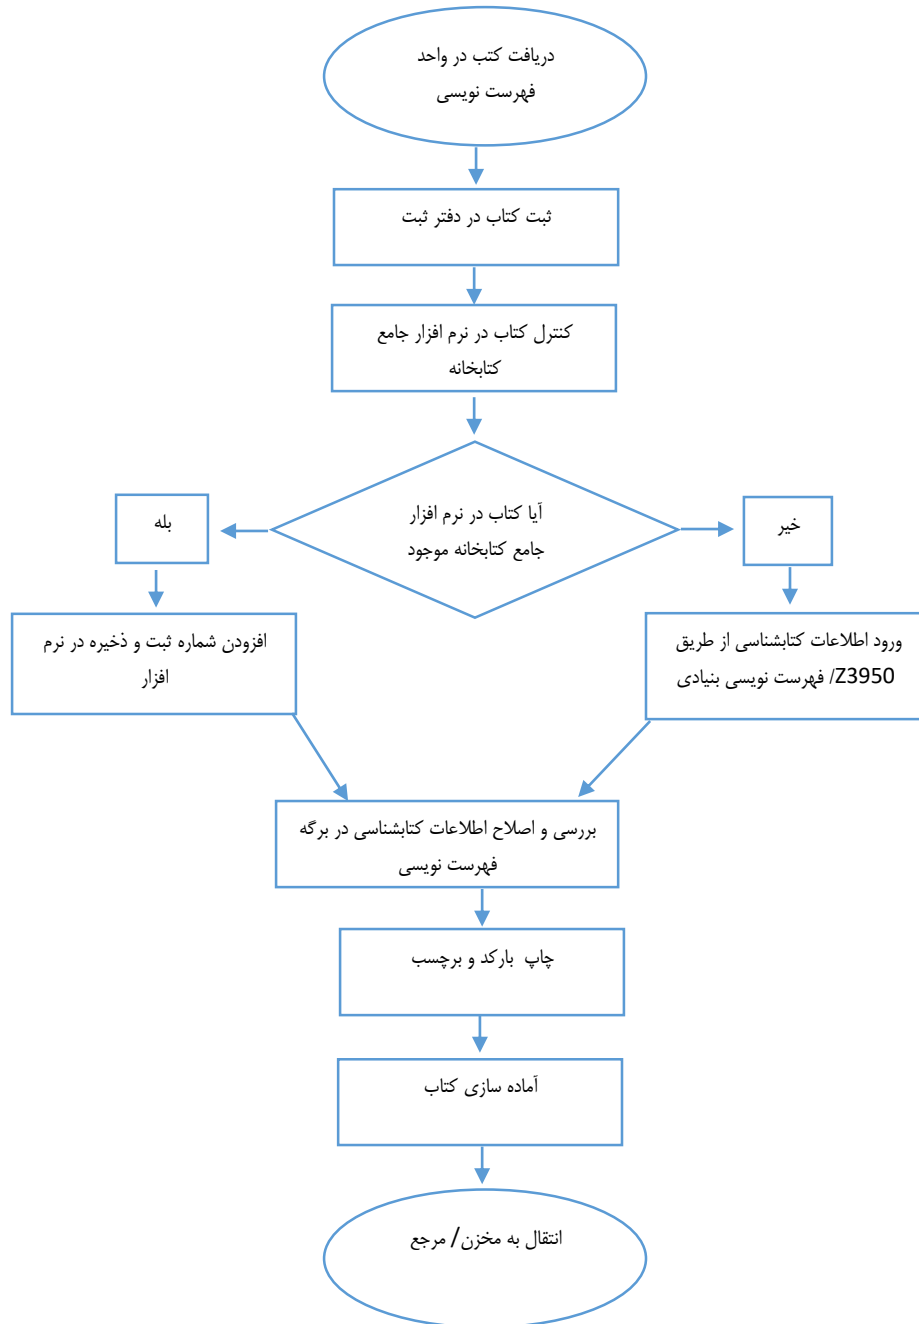 دریافت کتب در واحد
فهرست نویسی
ثبت کتاب در دفتر ثبت
کنترل کتاب در نرم افزار جامع
کتابخانه
آیا کتاب در نرم افزار
جامع کتابخانه موجود
خیر
بله
ورود اطلاعات کتابشناسی از طریق
Z3950/ فهرست نویسی بنیادی
افزودن شماره ثبت و ذخیره در نرم
افزار
بررسی و اصلاح اطلاعات کتابشناسی در برگه
فهرست نویسی
چاپ بارکد و برچسب
آماده سازی کتاب
انتقال به مخزن/ مرجع